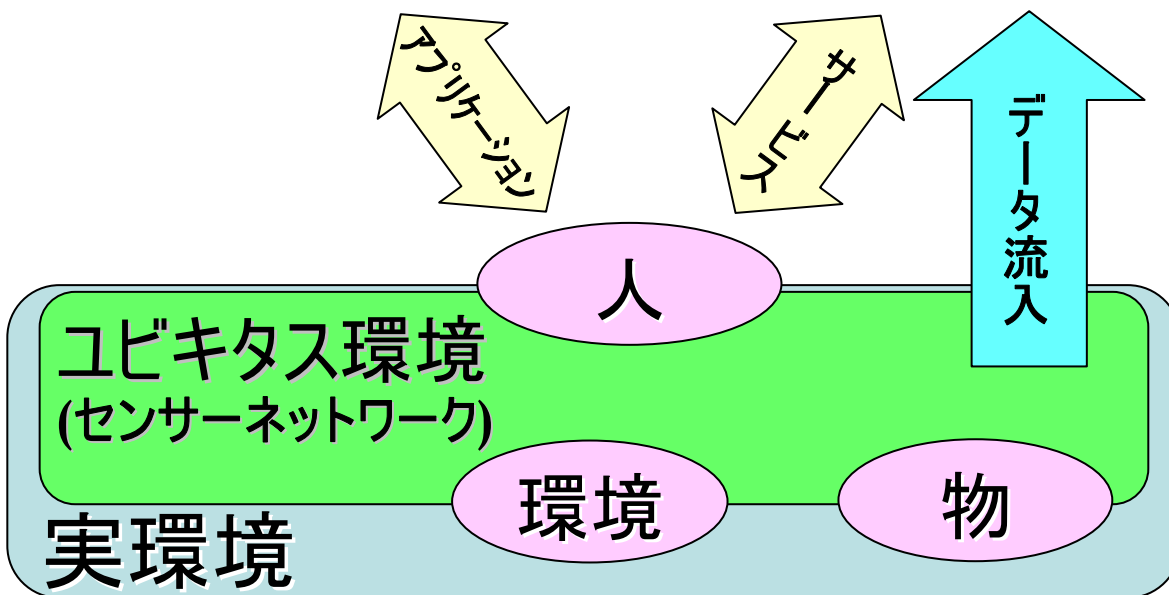 アプリケーション
サービス
データ流入
人
ユビキタス環境
(センサーネットワーク)
環境
物
実環境